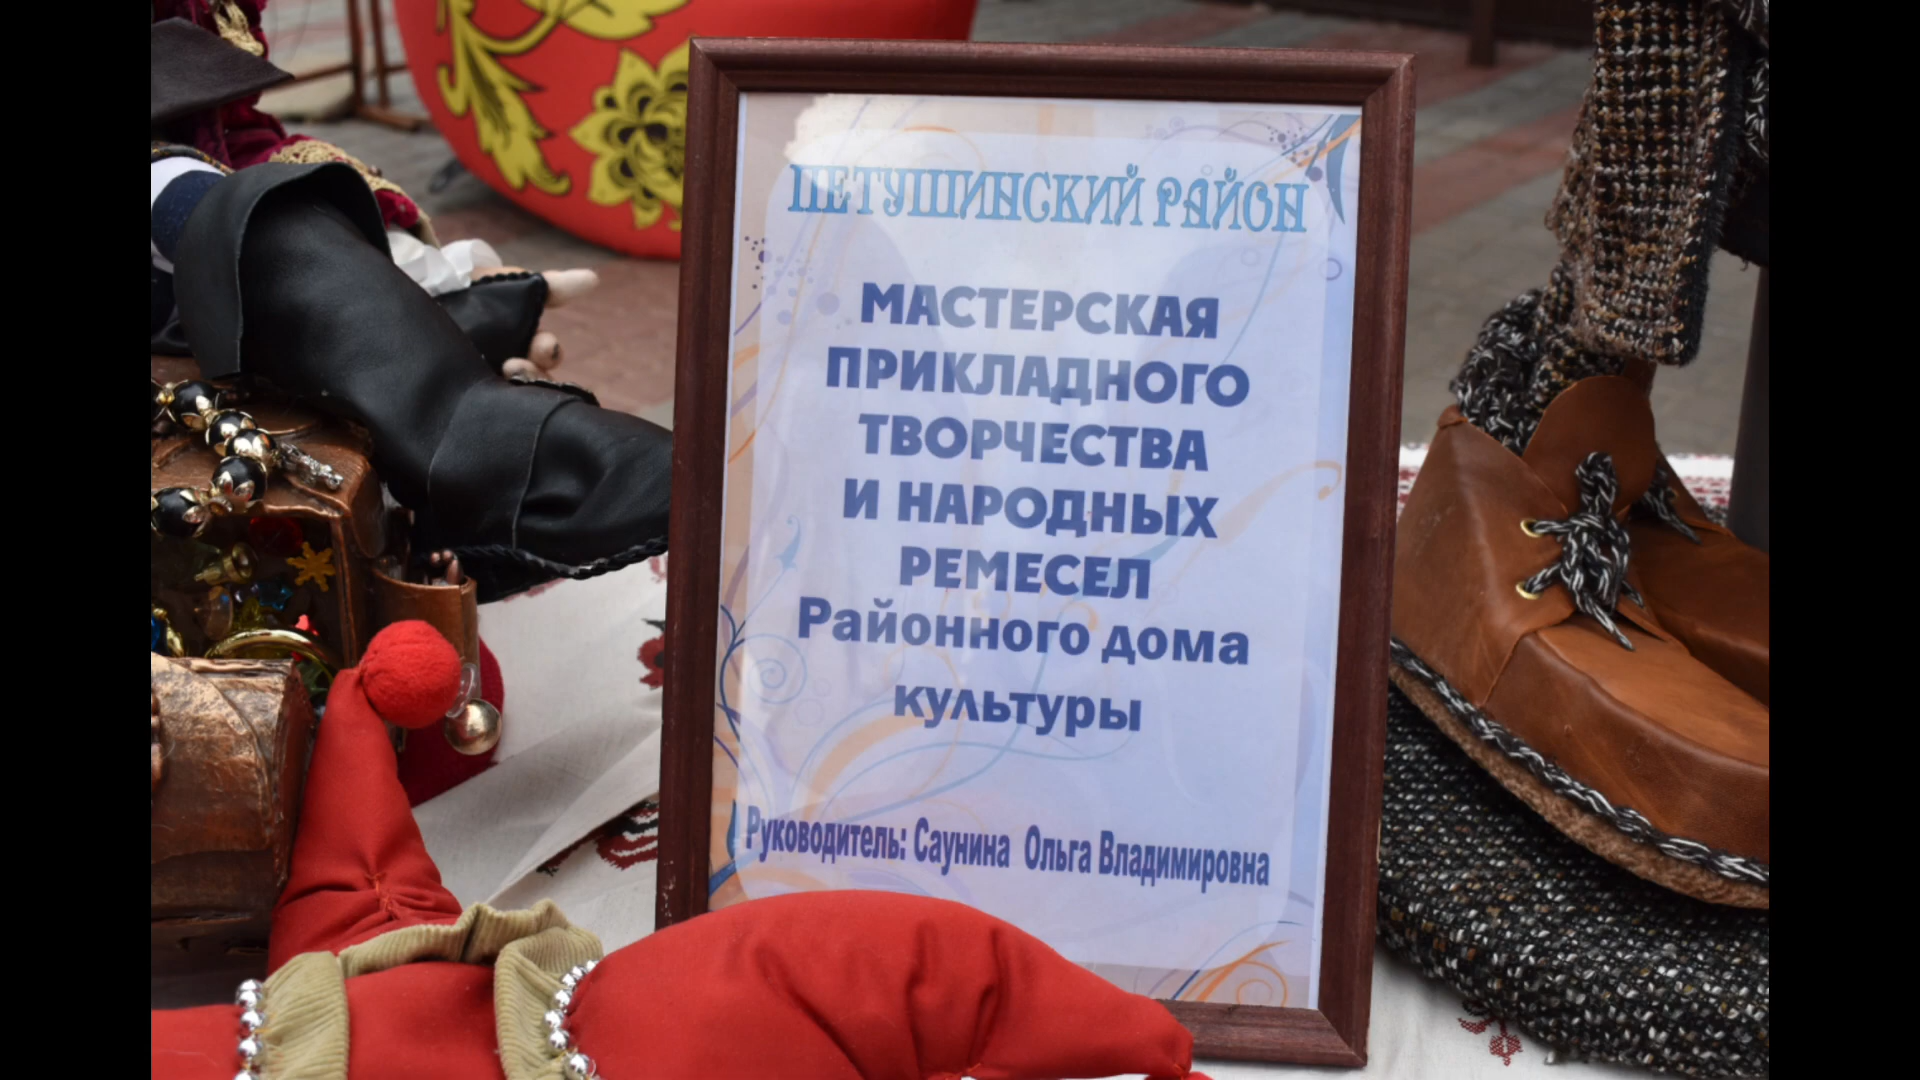 ПЕТУШИНСКИЙ РАЙОН
МАСТЕРСКАЯ
ПРИКЛАДНОГО
ТВОРЧЕСТВА
И НАРОДНЫХ
РЕМЕСЕЛ
Районного дома
культуры
Руководитель: Саунина Ольга Владимировна